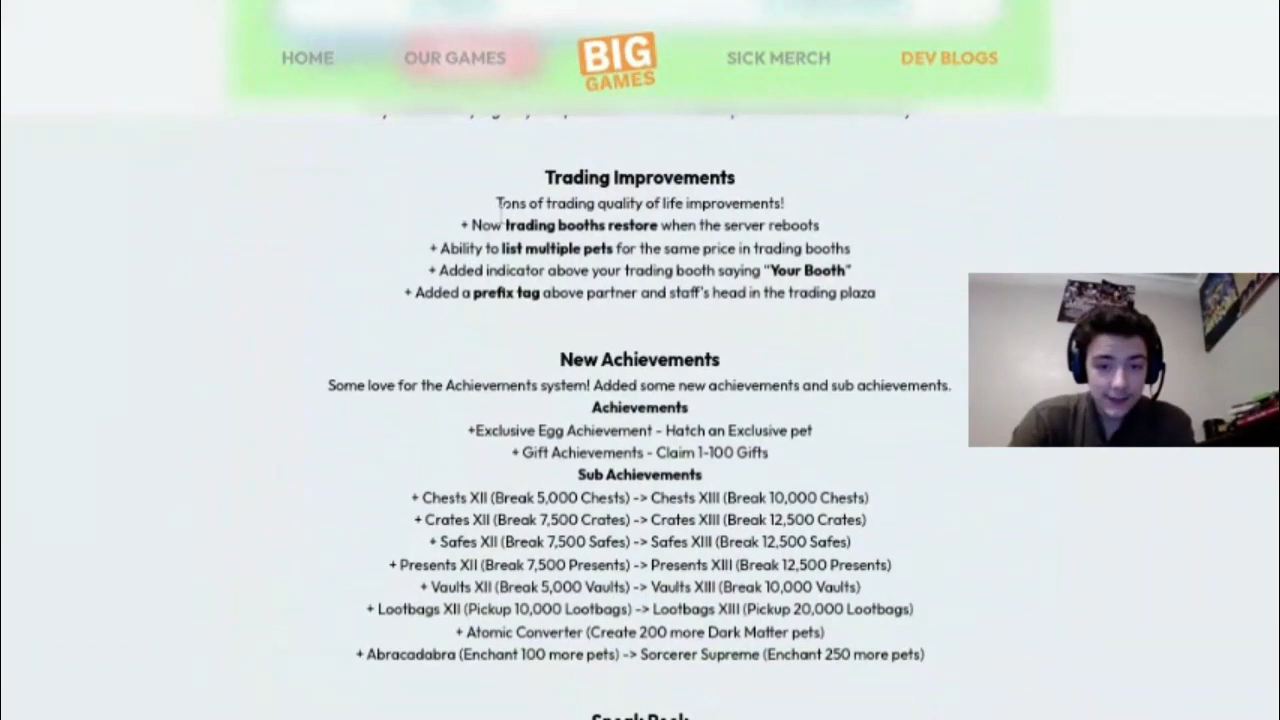 HOME
OUR GAMES
BIG
GAMES
SICK MERCH
DEV BLOGS
Trading Improvements
Tons of trading quality of life improvements!
+ Now trading booths restore when the server reboots
+ Ability to list multiple pets for the same price in trading booths
+ Added indicator above your trading booth saying "Your Booth"
+ Added a prefix tag above partner and staff's head in the trading plaza
New Achievements
Some love for the Achievements system! Added some new achievements and sub achievements.
Achievements
+Exclusive Egg Achievement - Hatch an Exclusive pet
+ Gift Achievements - Claim 1-100 Gifts
Sub Achievements
+ Chests XII (Break 5,000 Chests) -> Chests XIII (Break 10,000 Chests)
+ Crates XII (Break 7,500 Crates) -> Crates XIII (Break 12,500 Crates)
+ Safes XII (Break 7,500 Safes) -> Safes XIII (Break 12,500 Safes)
+ Presents XII (Break 7,500 Presents) -> Presents XIII (Break 12,500 Presents)
+ Vaults XII (Break 5,000 Vaults) -> Vaults XIII (Break 10,000 Vaults)
+ Lootbags XII (Pickup 10,000 Lootbags) -> Lootbags XIII (Pickup 20,000 Lootbags)
+ Atomic Converter (Create 200 more Dark Matter pets)
+ Abracadabra (Enchant 100 more pets) -> Sorcerer Supreme (Enchant 250 more pets)